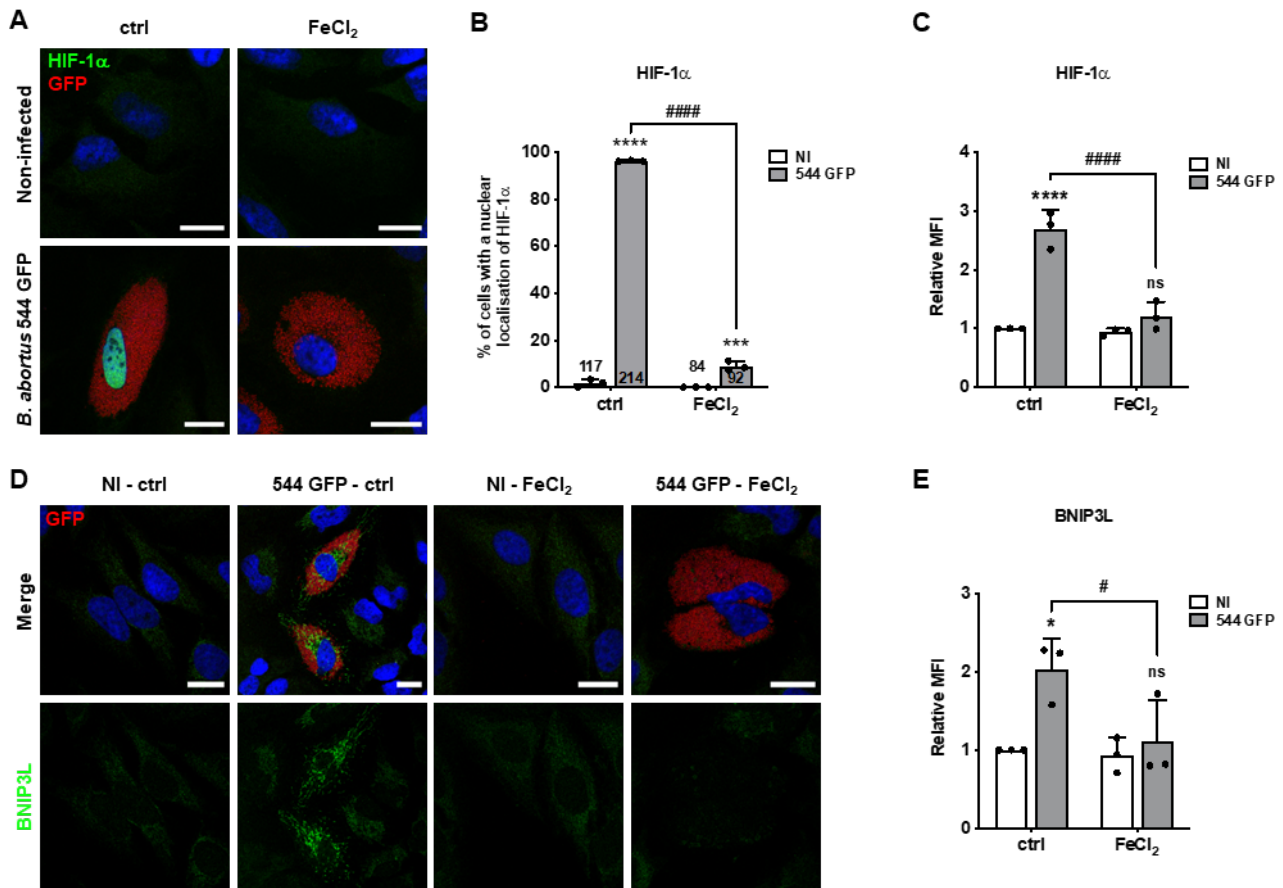 A
ctrl
FeCl₂
HIF-1α
GFP
Non-infected
B. abortus 544 GFP
B
HIF-1α
####
****
***
NI
544 GFP
% of cells with a nuclear
localisation of HIF-1α
100
80
60
40
20
0
117
214
84
92
ctrl
FeCl₂
C
HIF-1α
####
****
ns
NI
544 GFP
Relative MFI
4
3
2
1
0
ctrl
FeCl₂
D
NI - ctrl
544 GFP - ctrl
NI - FeCl₂
544 GFP - FeCl₂
GFP
Merge
BNIP3L
E
BNIP3L
#
*
ns
NI
544 GFP
Relative MFI
3
2
1
0
ctrl
FeCl₂